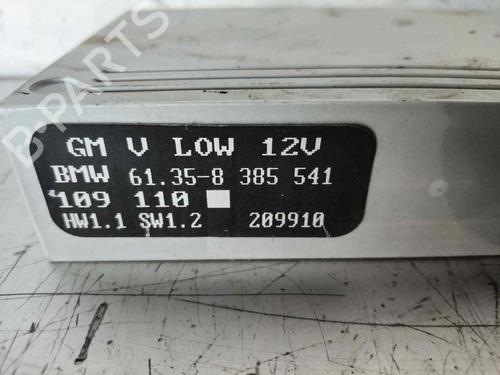 B-PARTS
GM V LOW 12V
BMW 61.35-8 385 541
109 110
HW1.1 SW1.2 209910